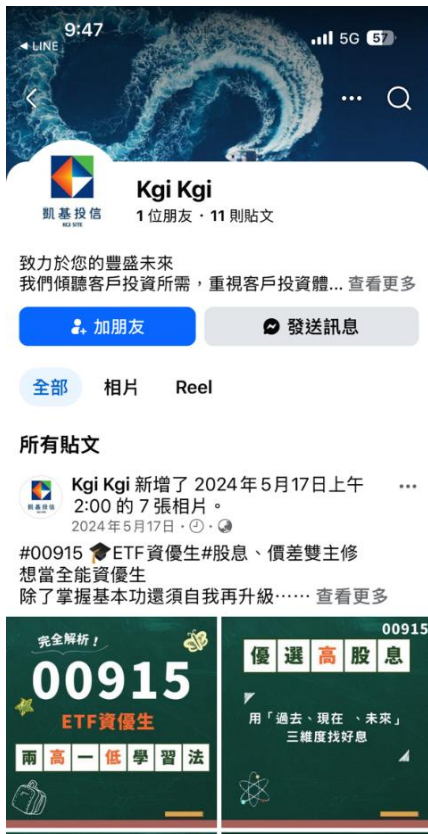 9:47
5G 57
◀ LINE
凱基投信
KGI SITE
Kgi Kgi
1 位朋友 · 11 則貼文
致力於您的豐盛未來
我們傾聽客戶投資所需,重視客戶投資體... 查看更多
加朋友
發送訊息
全部
相片
Reel
所有貼文
Kgi Kgi 新增了 2024年5月17日上午
2:00 的 7 張相片。
凱基投信
2024年5月17日
#00915 🎓ETF資優生#股息、價差雙主修
想當全能資優生
除了掌握基本功還須自我再升級⋯⋯ 查看更多
完全解析!
00915
ETF資優生
兩高一低學習法
00915
優選高股息
用「過去、現在 、未來」
三維度找好息